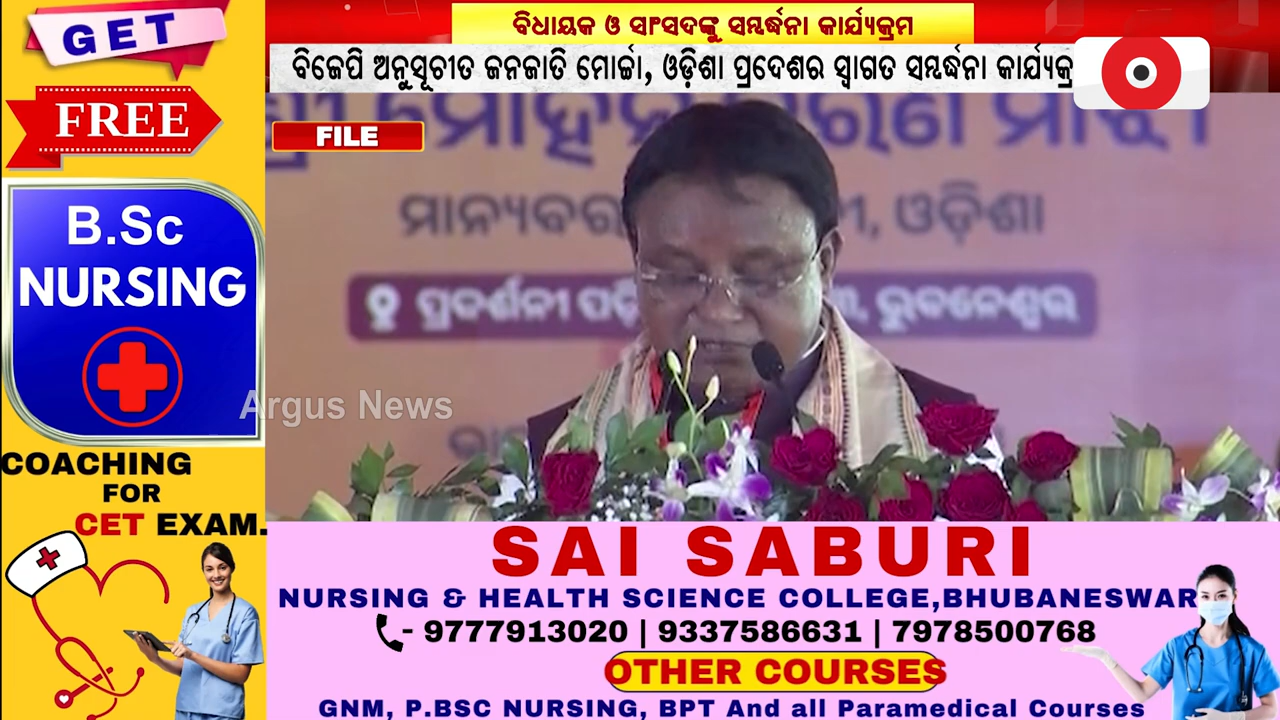 GET
FREE
B.Sc
NURSING
COACHING
FOR
CET EXAM.
ବିଧାୟକ ଓ ସାଂସଦଙ୍କୁ ସମ୍ବର୍ଦ୍ଧନା କାର୍ଯ୍ୟକ୍ରମ
ବିଜେପି ଅନୁସୂଚୀତ ଜନଜାତି ମୋର୍ଚ୍ଚା, ଓଡ଼ିଶା ପ୍ରଦେଶର ସ୍ୱାଗତ ସମ୍ବର୍ଦ୍ଧନା
FILE
ମାଝୀ
ଓଡ଼ିଶା
ପ୍ରଦର୍ଶନୀ
ଭୁବନେଶ୍ୱର
Argus News
SAI SABURI
NURSING & HEALTH SCIENCE COLLEGE,BHUBANESWAR
- 9777913020 | 9337586631 | 7978500768
OTHER COURSES
GNM, P.BSC NURSING, BPT And all Paramedical Courses